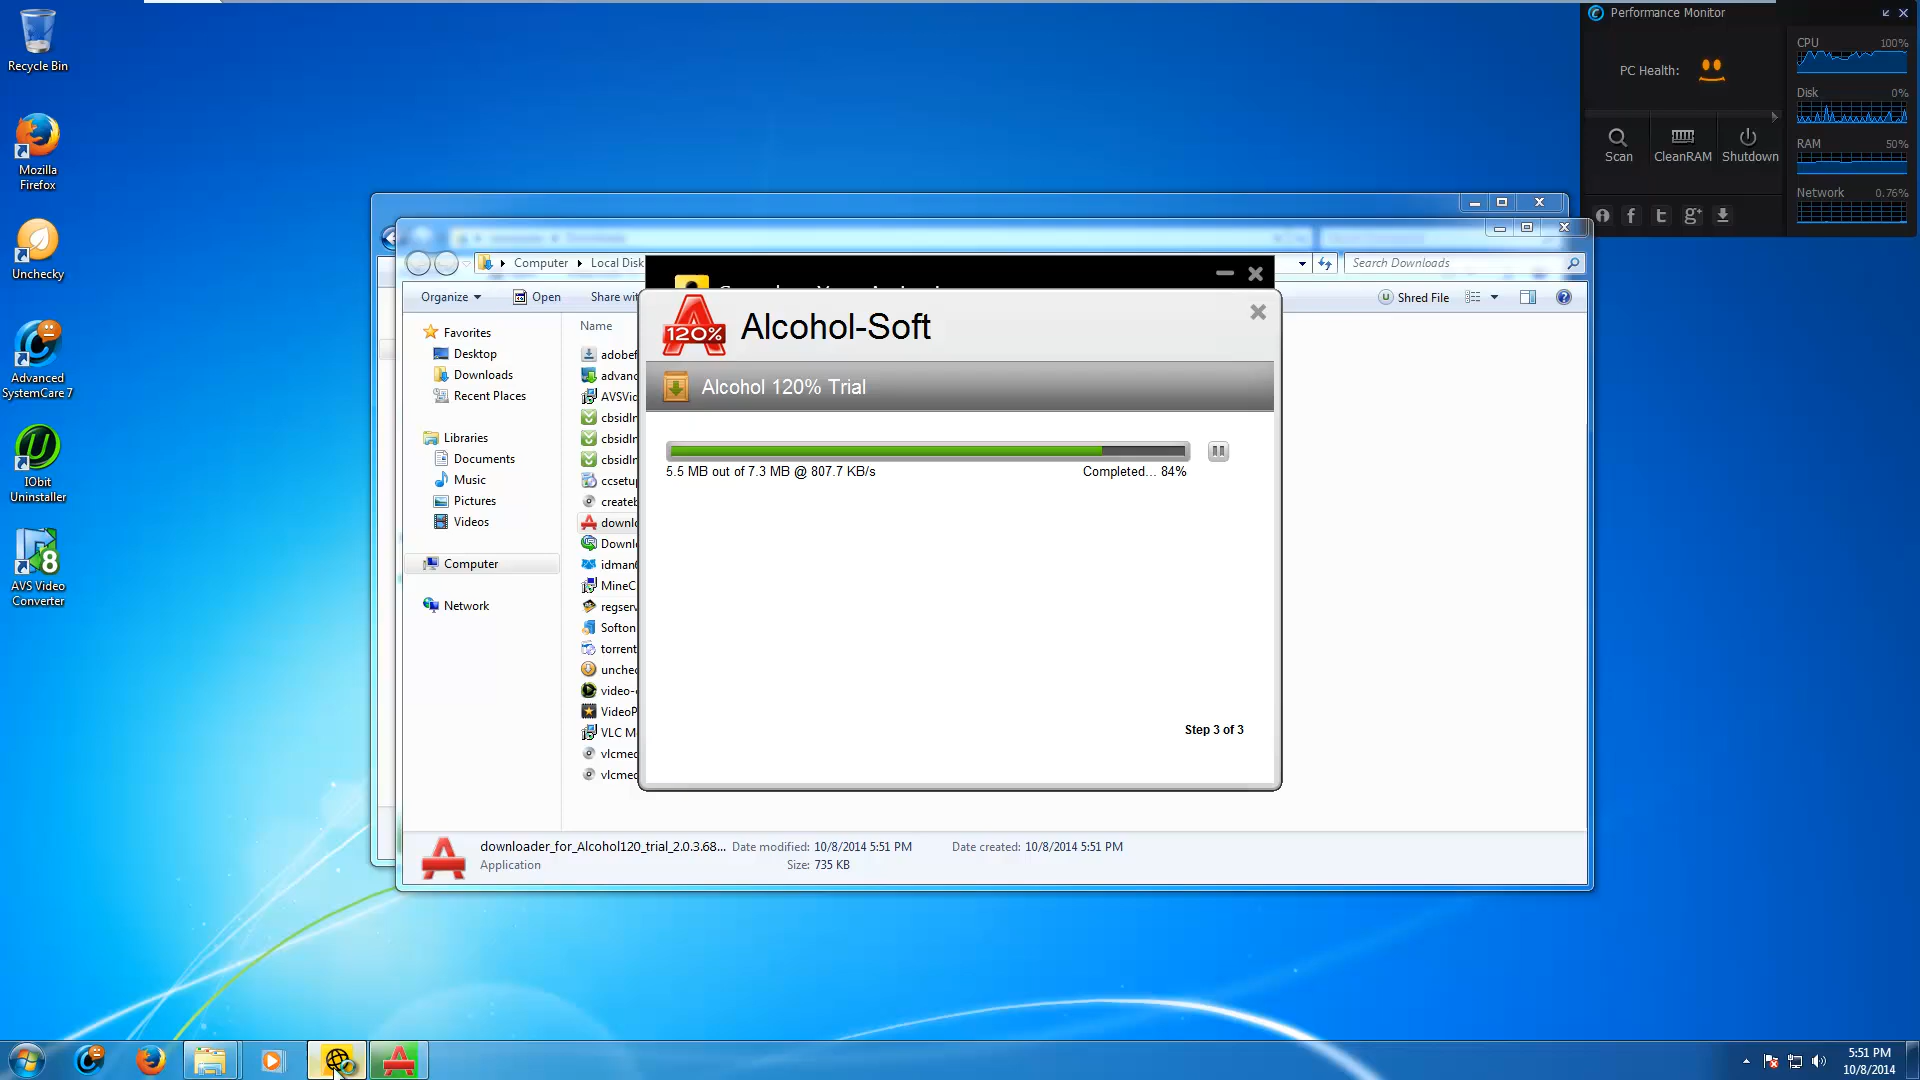 Recycle Bin
Mozilla
Firefox
Unchecky
Advanced
SystemCare 7
IObit
Uninstaller
AVS Video
Converter
Performance Monitor
PC Health:
CPU 100%
Disk 0%
RAM 50%
Network 0.76%
Scan
CleanRAM
Shutdown
Computer
Local Disk
Search Downloads
Organize
Open
Share wit
Shred File
Favorites
Desktop
Downloads
Recent Places
Libraries
Documents
Music
Pictures
Videos
Computer
Network
Name
adobef
advanc
AVSVid
cbsidIn
cbsidIn
cbsidIn
ccsetup
createb
downlo
Downlo
idman6
MineC
regserv
Softon
torrent
unchec
video-
VideoP
VLC M
vlcmed
vlcmed
120%
Alcohol-Soft
Alcohol 120% Trial
5.5 MB out of 7.3 MB @ 807.7 KB/s
Completed... 84%
Step 3 of 3
downloader_for_Alcohol120_trial_2.0.3.68... Date modified: 10/8/2014 5:51 PM Date created: 10/8/2014 5:51 PM
Application Size: 735 KB
5:51 PM
10/8/2014